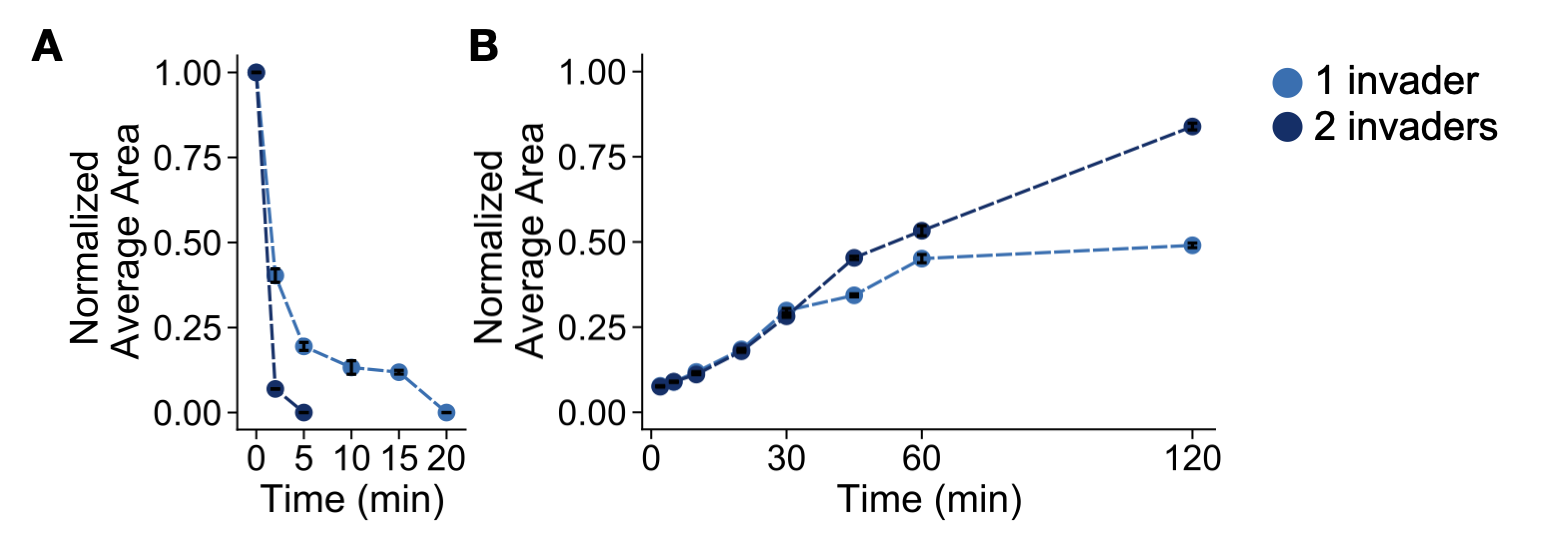 A
Normalized
Average Area
1.00
0.75
0.50
0.25
0.00
0 5 10 15 20
Time (min)
B
Normalized
Average Area
1.00
0.75
0.50
0.25
0.00
0 30 60 120
Time (min)
1 invader
2 invaders